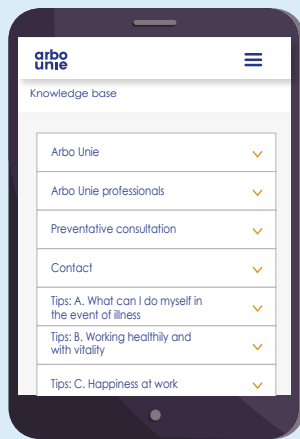 arbo
unie
Knowledge base
Arbo Unie
Arbo Unie professionals
Preventative consultation
Contact
Tips: A. What can I do myself in
the event of illness
Tips: B. Working healthily and
with vitality
Tips: C. Happiness at work